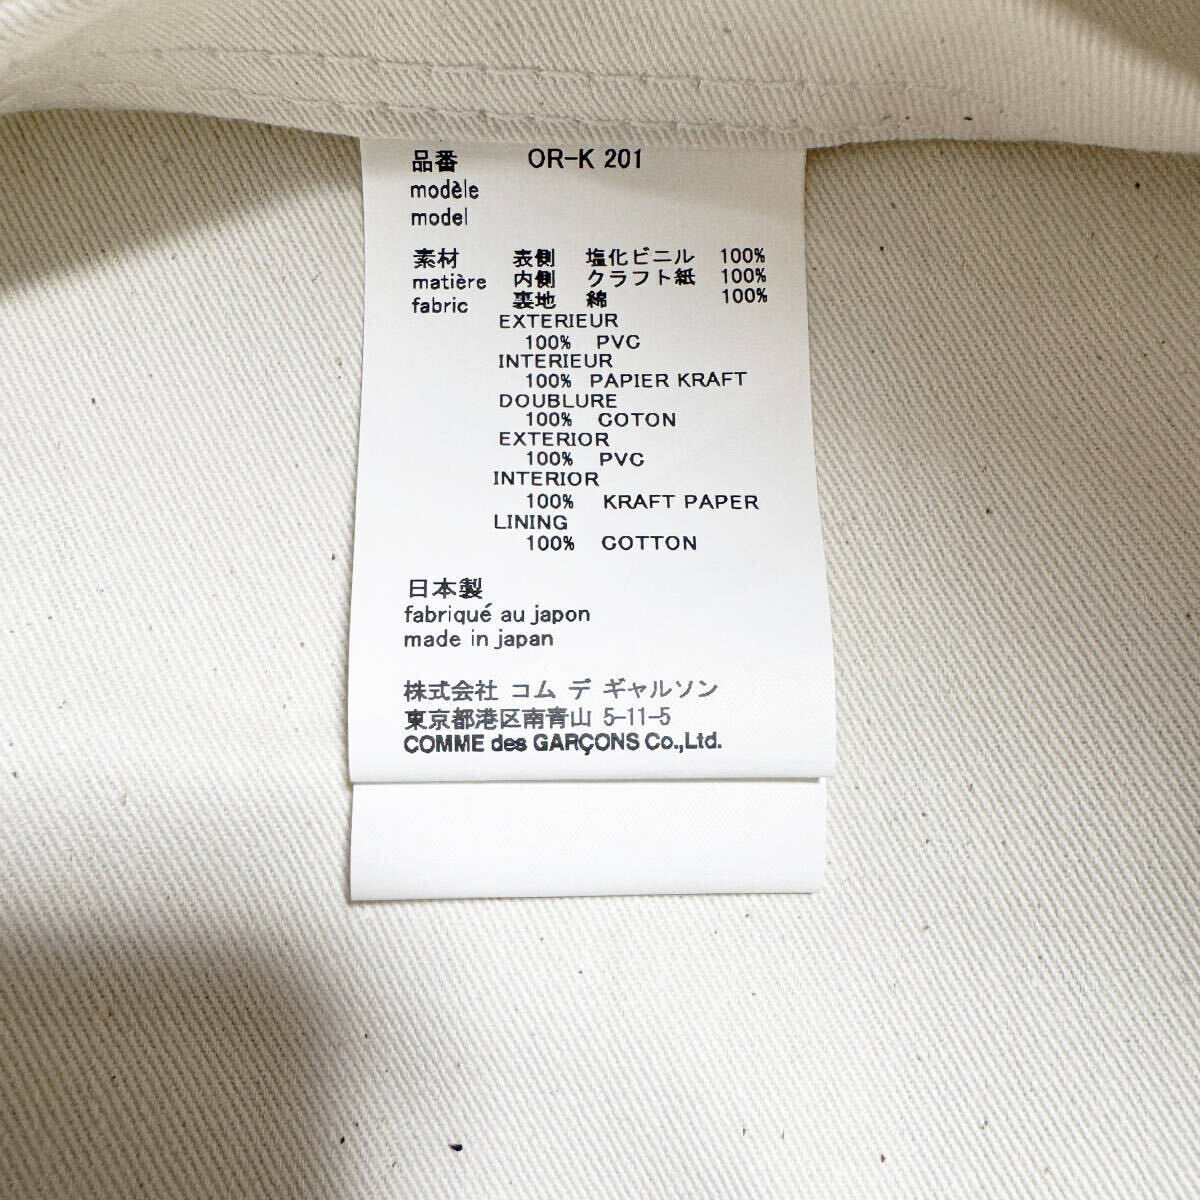 品番 OR-K 201
modèle
model
素材 表側 塩化ビニル 100%
matière 内側 クラフト紙 100%
fabric 裏地 綿 100%
EXTERIEUR
100% PVC
INTERIEUR
100% PAPIER KRAFT
DOUBLURE
100% COTON
EXTERIOR
100% PVC
INTERIOR
100% KRAFT PAPER
LINING
100% COTTON
日本製
fabriqué au japon
made in japan
株式会社 コム デ ギャルソン
東京都港区南青山 5-11-5
COMME des GARÇONS Co.,Ltd.